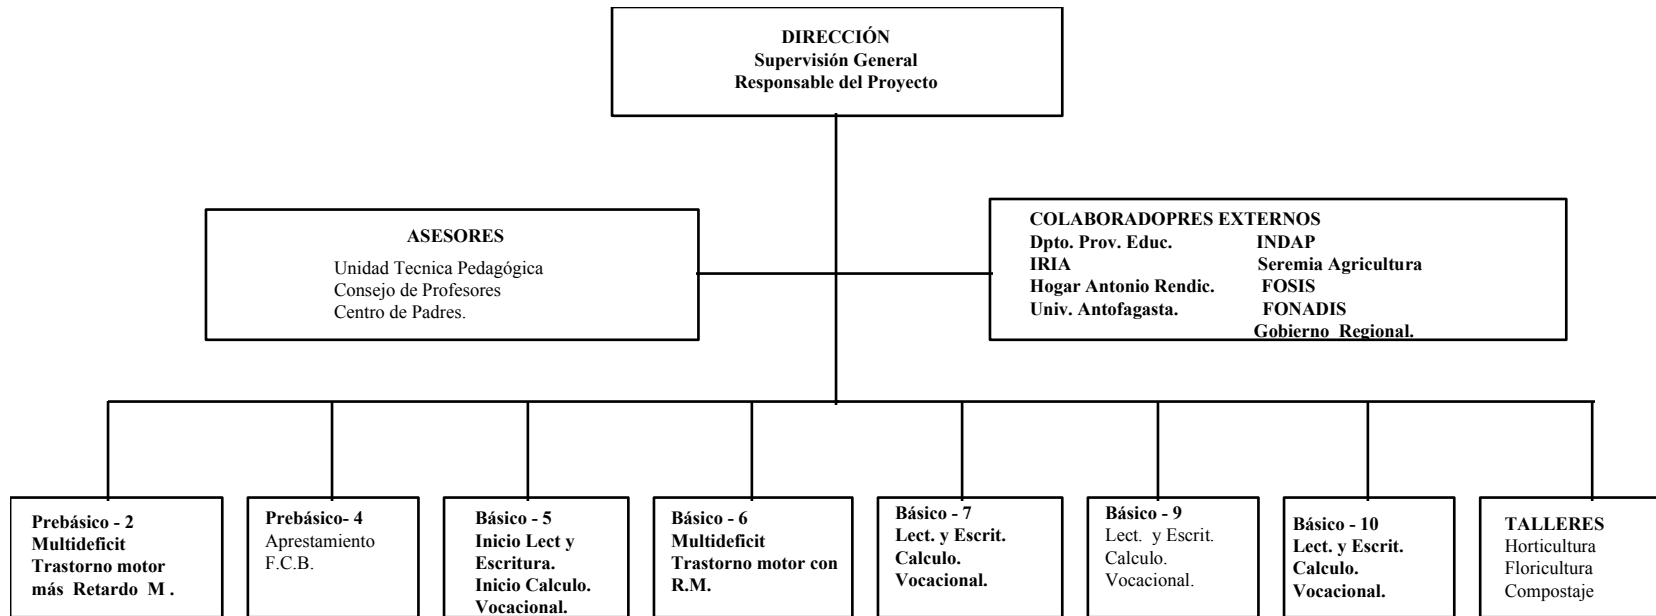 DIRECCIÓN
Supervisión General
Responsable del Proyecto
ASESORES
Unidad Tecnica Pedagógica
Consejo de Profesores
Centro de Padres.
COLABORADOPRES EXTERNOS
Dpto. Prov. Educ. INDAP
IRIA Seremia Agricultura
Hogar Antonio Rendic. FOSIS
Univ. Antofagasta. FONADIS
Gobierno Regional.
Prebásico - 2
Multideficit
Trastorno motor
más Retardo M .
Prebásico- 4
Aprestamiento
F.C.B.
Básico - 5
Inicio Lect y
Escritura.
Inicio Calculo.
Vocacional.
Básico - 6
Multideficit
Trastorno motor con
R.M.
Básico - 7
Lect. y Escrit.
Calculo.
Vocacional.
Básico - 9
Lect. y Escrit.
Calculo.
Vocacional.
Básico - 10
Lect. y Escrit.
Calculo.
Vocacional.
TALLERES
Horticultura
Floricultura
Compostaje